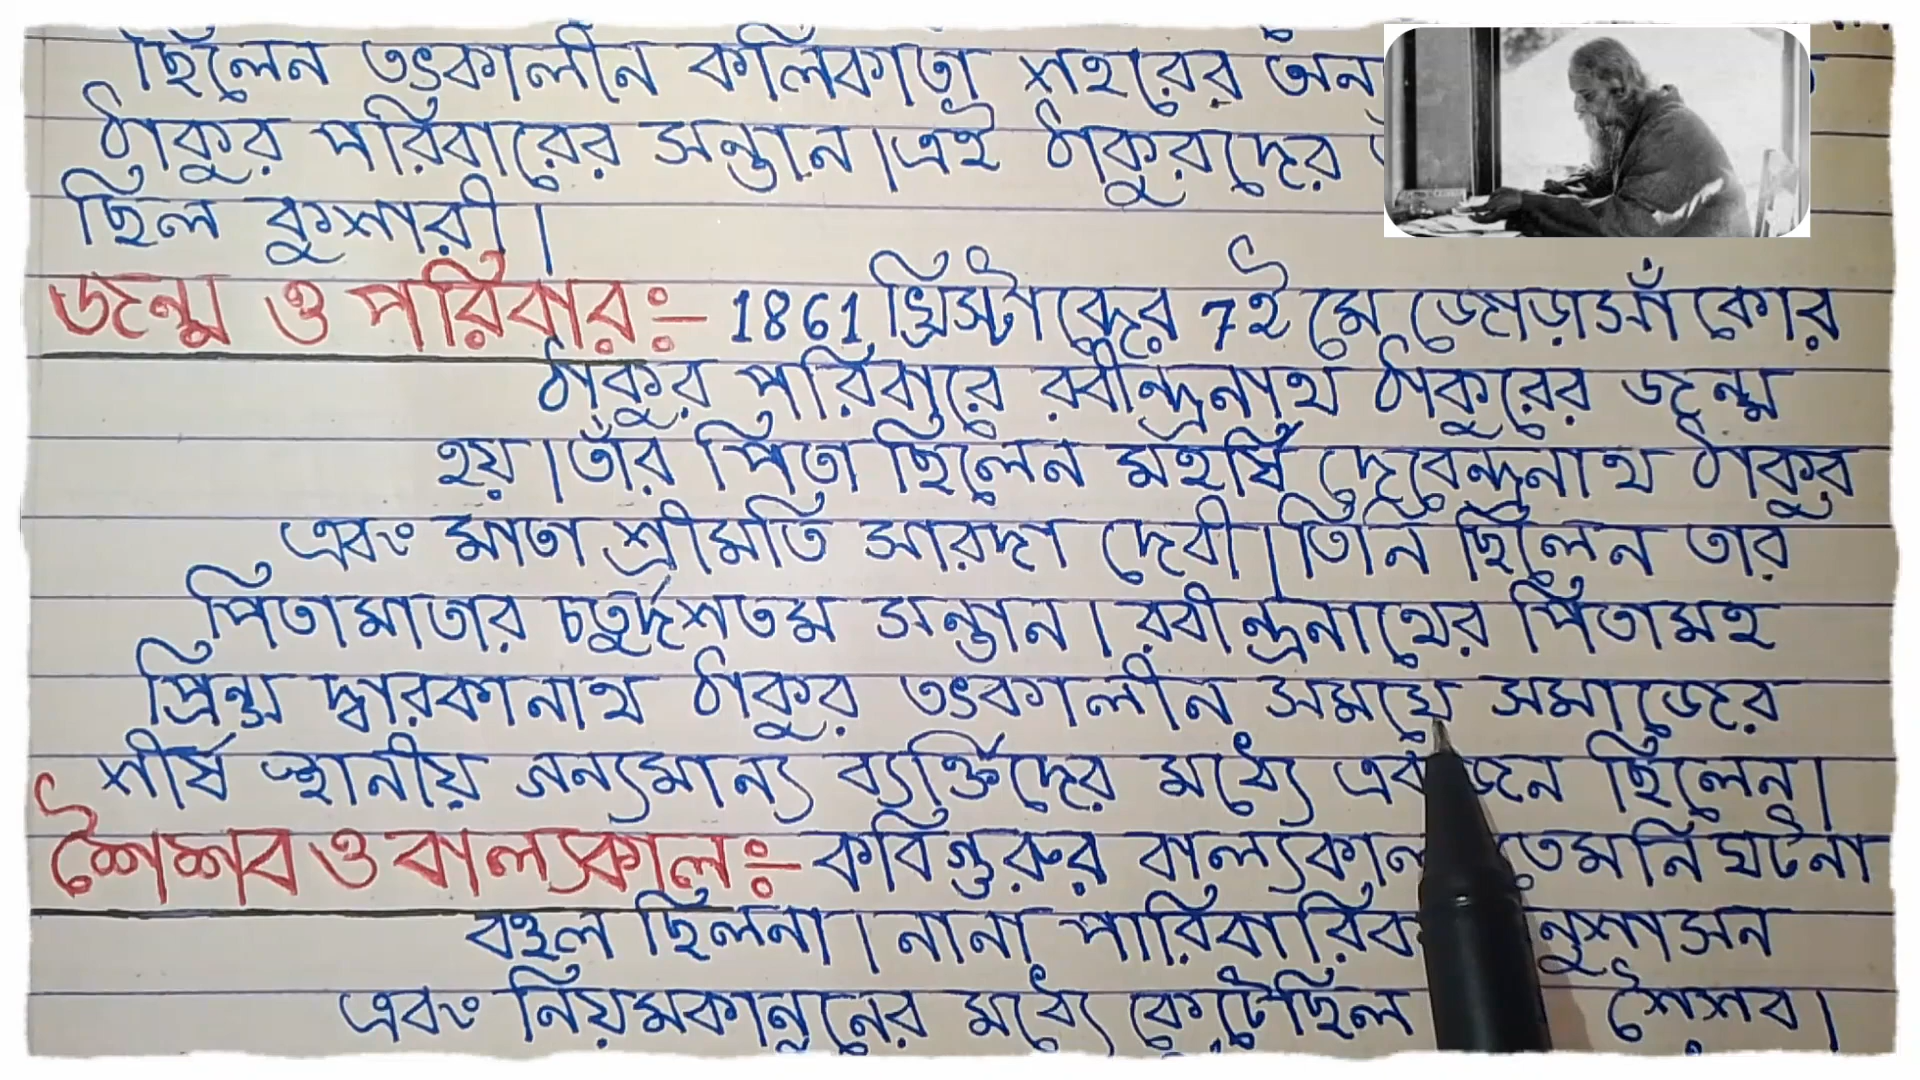 ছিলেন তৎকালীন কলিকাতা শহরের
ঠাকুর পরিবারের সন্তান।এই ঠাকুরদের
ছিল কুশারী।
জন্ম ও পরিবারঃ- 1861 খ্রিস্টাব্দের 7ই মে জোড়াসাঁকোর
ঠাকুর পরিবারে রবীন্দ্রনাথ ঠাকুরের জন্ম
হয়।তাঁর পিতা ছিলেন মহর্ষি দেবেন্দ্রনাথ ঠাকুর
এবং মাতা শ্রীমতি সারদা দেবী।তিনি ছিলেন তার
পিতামাতার চতুর্দশতম সন্তান। রবীন্দ্রনাথের পিতামহ
প্রিন্স দ্বারকানাথ ঠাকুর তৎকালীন সময়ে সমাজের
শীর্ষ স্থানীয় গন্যমান্য ব্যক্তিদের মধ্যে একজন ছিলেন।
শৈশব ও বাল্যকালঃ- কবিগুরুর বাল্যকাল তেমনি ঘটনা
বহুল ছিলনা। নানা পারিবারিক নুশাসন
এবং নিয়মকানুনের মধ্যে কেটেছিল শৈশব।